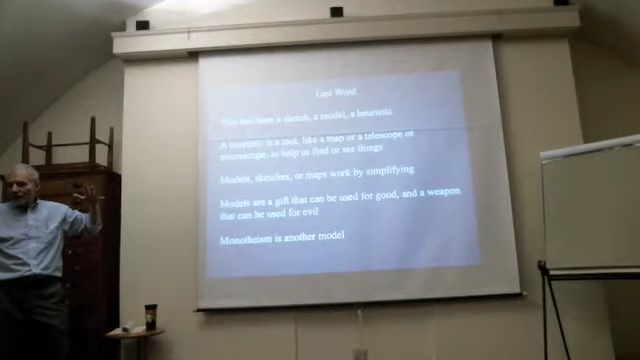 Last Word
This has been a sketch, a model, a heuristic
A heuristic is a tool, like a map or a telescope or
microscope, to help us find or see things
Models, sketches, or maps work by simplifying
Models are a gift that can be used for good, and a weapon
that can be used for evil
Monotheism is another model